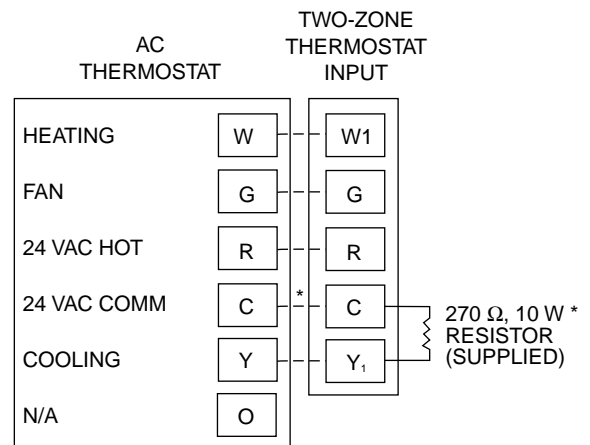 AC
THERMOSTAT
TWO-ZONE
THERMOSTAT
INPUT
HEATING W W1
FAN G G
24 VAC HOT R R
24 VAC COMM C * C
COOLING Y Y₁
N/A O
270 Ω, 10 W *
RESISTOR
(SUPPLIED)